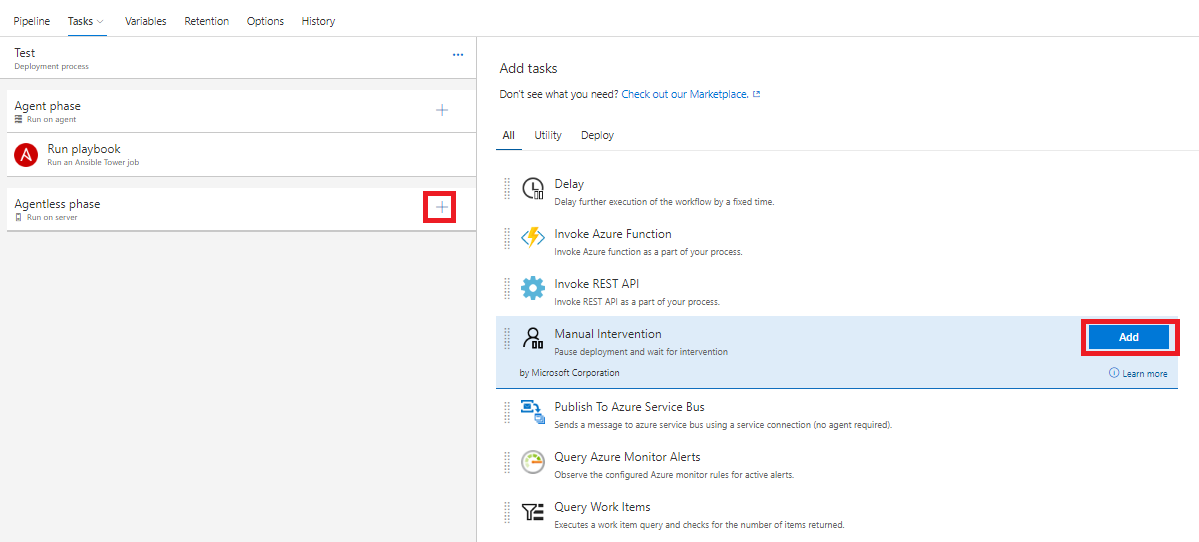 Pipeline Tasks Variables Retention Options History
Test
Deployment process
Agent phase
Run on agent
Run playbook
Run an Ansible Tower job
Agentless phase
Run on server
Add tasks
Don't see what you need? Check out our Marketplace.
All Utility Deploy
Delay
Delay further execution of the workflow by a fixed time.
Invoke Azure Function
Invoke Azure function as a part of your process.
Invoke REST API
Invoke REST API as a part of your process.
Manual Intervention
Pause deployment and wait for intervention
Add
by Microsoft Corporation
Learn more
Publish To Azure Service Bus
Sends a message to azure service bus using a service connection (no agent required).
Query Azure Monitor Alerts
Observe the configured Azure monitor rules for active alerts.
Query Work Items
Executes a work item query and checks for the number of items returned.